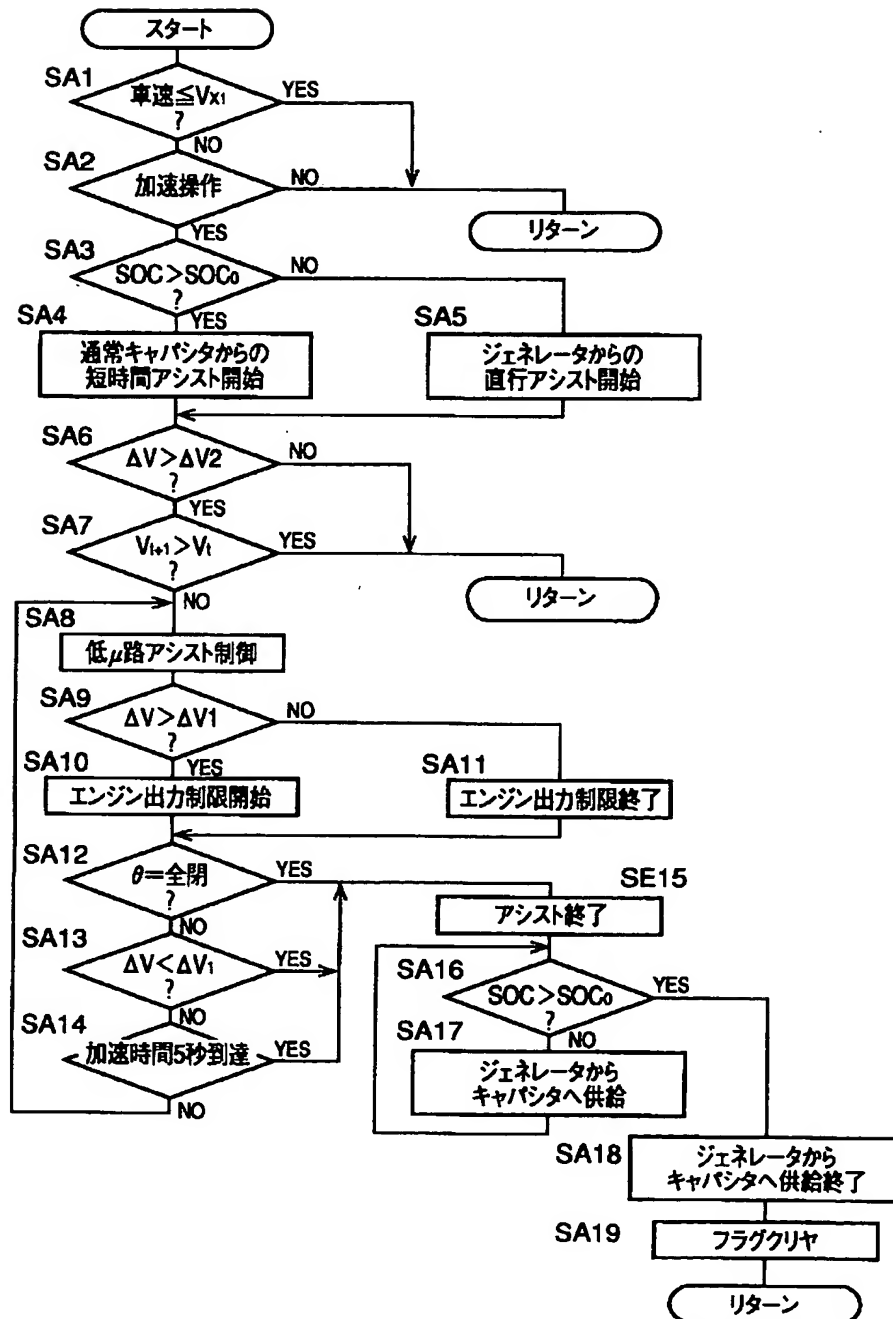 スタート
SA1
車速≦Vx1
?
YES
NO
SA2
加速操作
NO
YES
リターン
SA3
SOC>SOC0
?
NO
YES
SA4
通常キャパシタからの
短時間アシスト開始
SA5
ジェネレータからの
直行アシスト開始
SA6
ΔV>ΔV2
?
NO
YES
SA7
Vt+1>Vt
?
YES
NO
リターン
SA8
低μ路アシスト制御
SA9
ΔV>ΔV1
?
NO
YES
SA10
エンジン出力制限開始
SA11
エンジン出力制限終了
SA12
θ=全閉
?
YES
NO
SE15
アシスト終了
SA13
ΔV<ΔV1
?
YES
NO
SA14
加速時間5秒到達
YES
NO
SA16
SOC>SOC0
?
YES
NO
SA17
ジェネレータから
キャパシタへ供給
SA18
ジェネレータから
キャパシタへ供給終了
SA19
フラグクリヤ
リターン